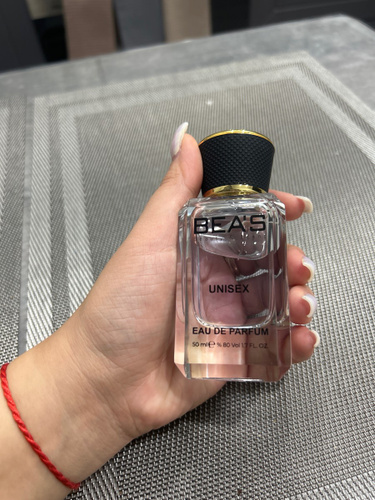 BEA'S
UNISEX
EAU DE PARFUM
50 ml ℮ % 80 Vol 1.7 FL. OZ